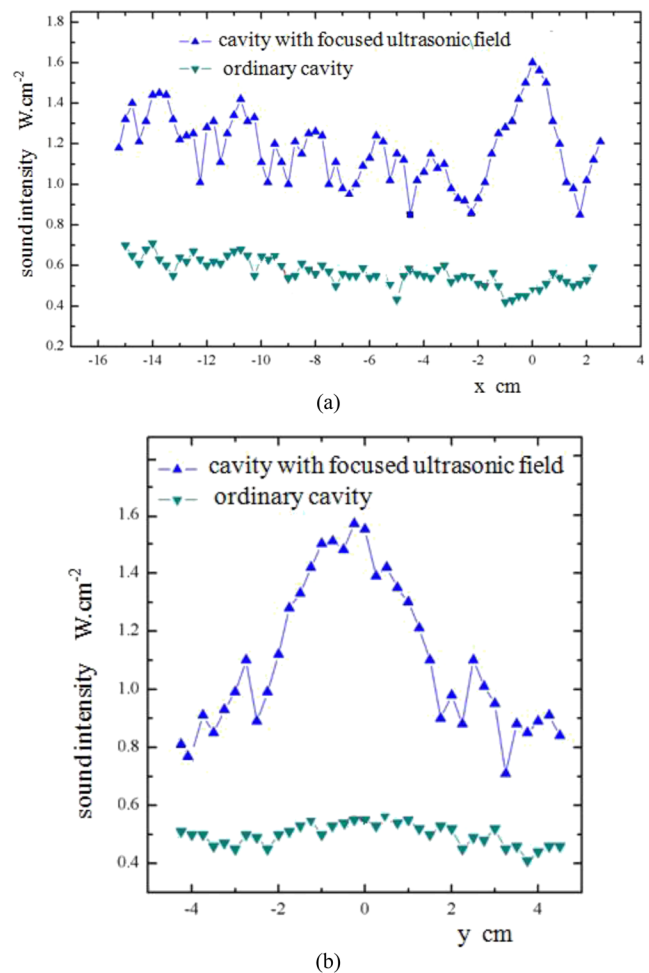 1.8
cavity with focused ultrasonic field
ordinary cavity
1.6
1.4
1.2
1.0
0.8
0.6
0.4
0.2
sound intensity W.cm-2
-16 -14 -12 -10 -8 -6 -4 -2 0 2 4
x cm
(a)
cavity with focused ultrasonic field
ordinary cavity
1.6
1.4
1.2
1.0
0.8
0.6
0.4
sound intensity W.cm-2
-4 -2 0 2 4
y cm
(b)